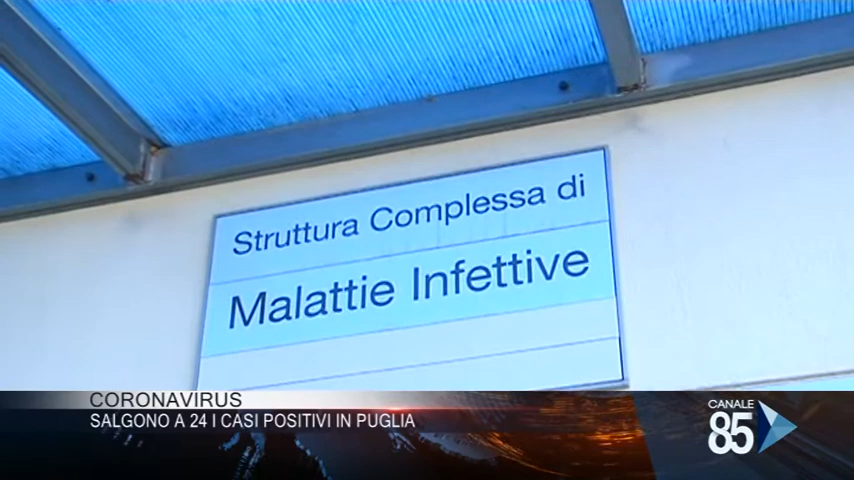 Struttura Complessa di
Malattie Infettive
CORONAVIRUS
SALGONO A 24 I CASI POSITIVI IN PUGLIA
CANALE
85